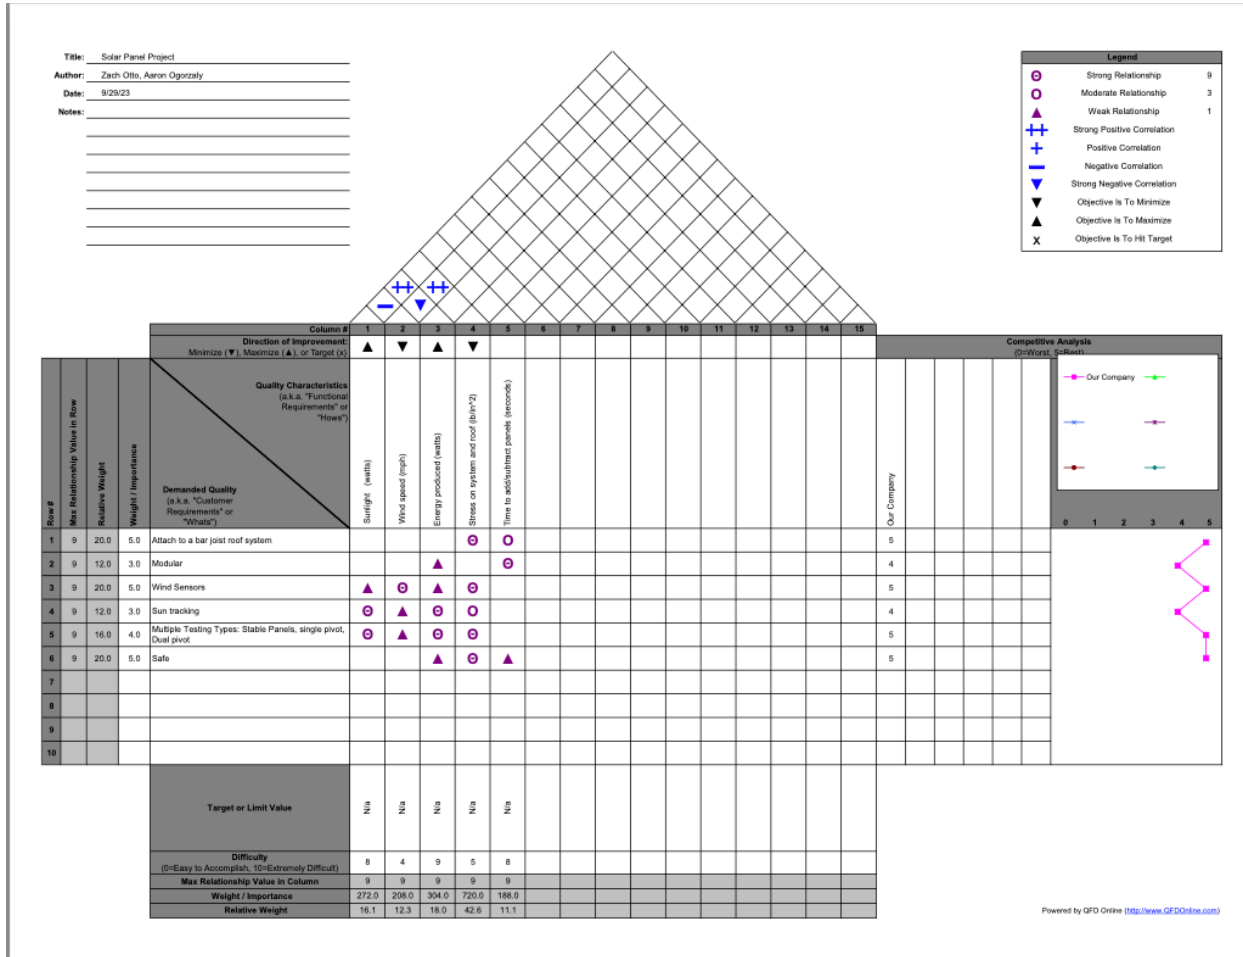 Title: Solar Panel Project
Author: Zach Otto, Aaron Ogorzaly
Date: 9/29/23
Notes:
Legend
Strong Relationship 9
Moderate Relationship 3
Weak Relationship 1
Strong Positive Correlation
Positive Correlation
Negative Correlation
Strong Negative Correlation
Objective Is To Minimize
Objective Is To Maximize
X Objective Is To Hit Target
Column # 1 2 3 4 5 6 7 8 9 10 11 12 13 14 15
Direction of Improvement:
Minimize (▼), Maximize (▲), or Target (x)
Competitive Analysis
(0=Worst, 5=Best)
Row #
Max Relationship Value in Row
Relative Weight
Weight / Importance
Quality Characteristics
(a.k.a. "Functional
Requirements" or
"Hows")
Demanded Quality
(a.k.a. "Customer
Requirements" or
"Whats")
Sunlight (watts)
Wind speed (mph)
Energy produced (watts)
Stress on system and roof (lb/in^2)
Time to add/subtract panels (seconds)
Our Company
Our Company
0 1 2 3 4 5
1 9 20.0 5.0 Attach to a bar joist roof system 5
2 9 12.0 3.0 Modular 4
3 9 20.0 5.0 Wind Sensors 5
4 9 12.0 3.0 Sun tracking 4
5 9 16.0 4.0 Multiple Testing Types: Stable Panels, single pivot, 5
Dual pivot
6 9 20.0 5.0 Safe 5
7
8
9
10
Target or Limit Value N/a N/a N/a N/a N/a
Difficulty
(0=Easy to Accomplish, 10=Extremely Difficult) 8 4 9 5 8
Max Relationship Value in Column 9 9 9 9 9
Weight / Importance 272.0 208.0 304.0 720.0 188.0
Relative Weight 16.1 12.3 18.0 42.6 11.1
Powered by QFD Online (http://www.QFDOnline.com)